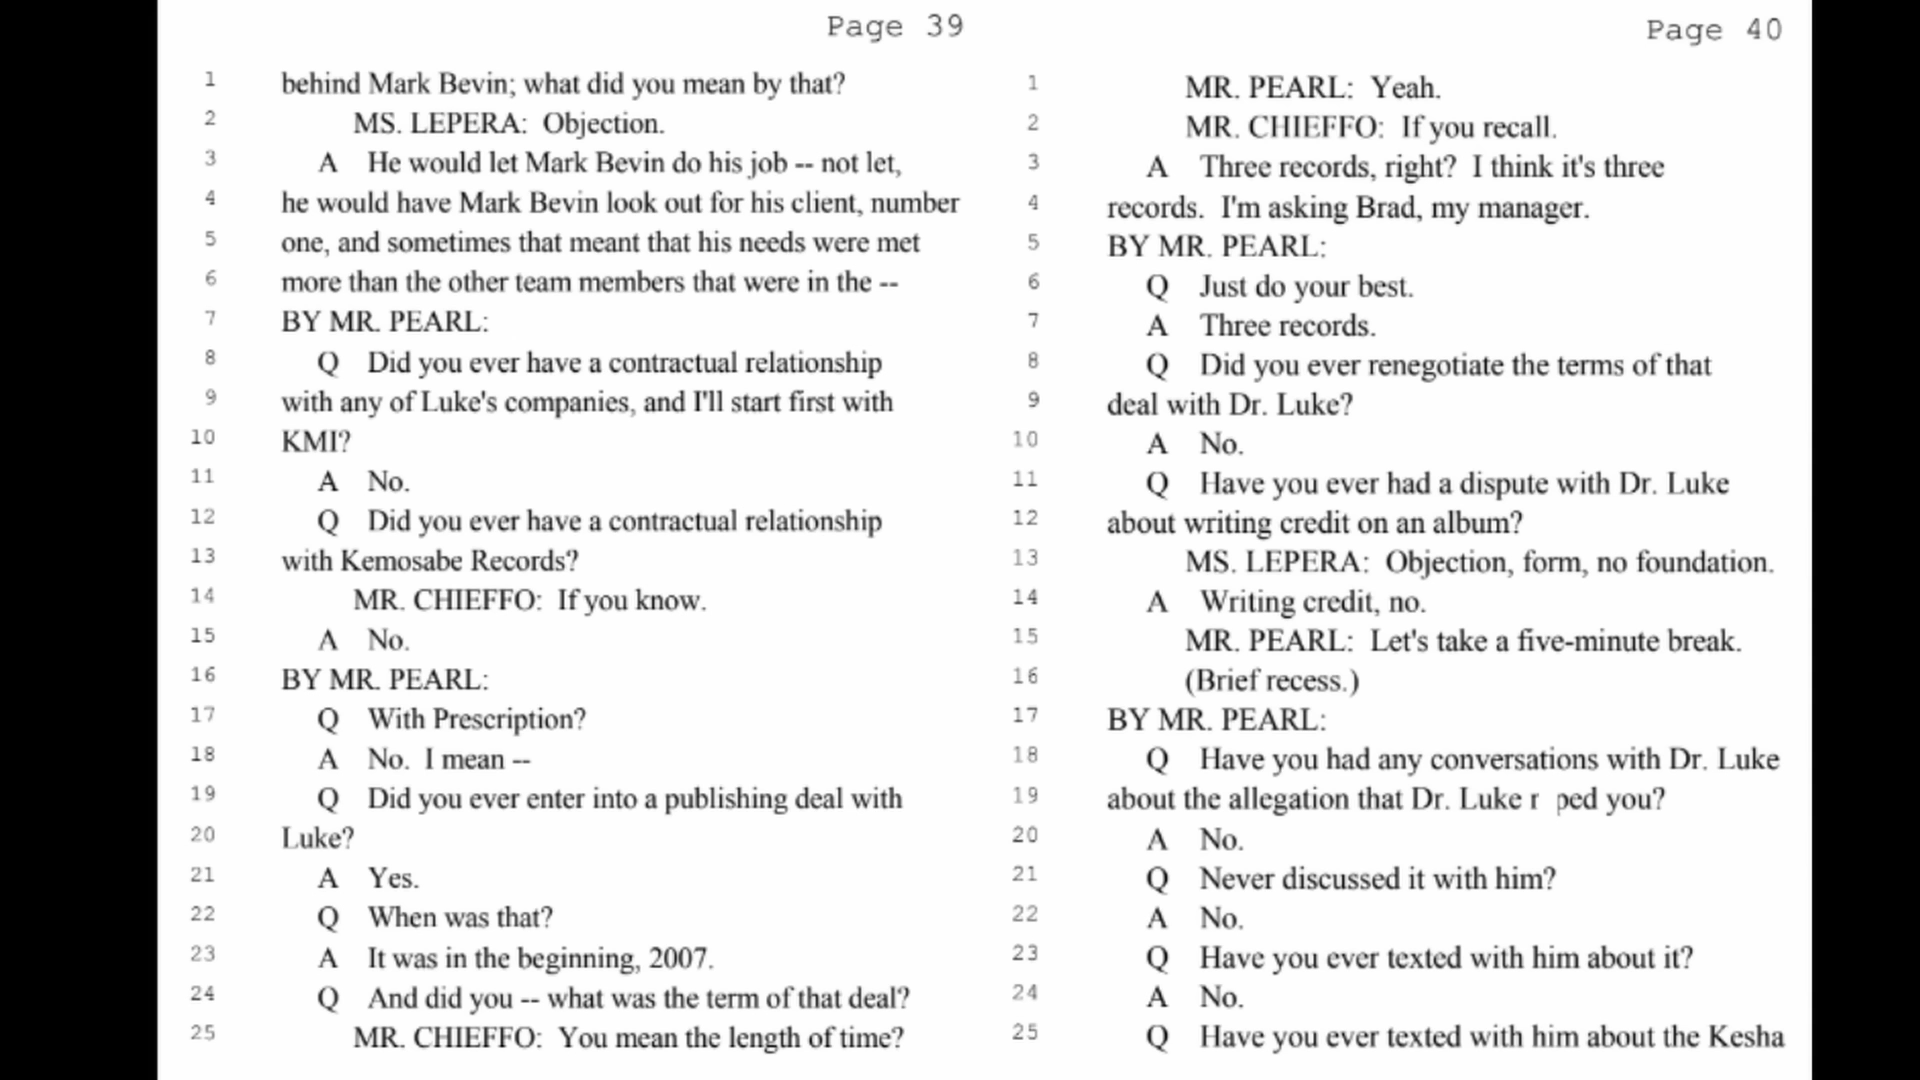 Page 39
1 behind Mark Bevin; what did you mean by that?
2 MS. LEPERA: Objection.
3 A He would let Mark Bevin do his job -- not let,
4 he would have Mark Bevin look out for his client, number
5 one, and sometimes that meant that his needs were met
6 more than the other team members that were in the --
7 BY MR. PEARL:
8 Q Did you ever have a contractual relationship
9 with any of Luke's companies, and I'll start first with
10 KMI?
11 A No.
12 Q Did you ever have a contractual relationship
13 with Kemosabe Records?
14 MR. CHIEFFO: If you know.
15 A No.
16 BY MR. PEARL:
17 Q With Prescription?
18 A No. I mean --
19 Q Did you ever enter into a publishing deal with
20 Luke?
21 A Yes.
22 Q When was that?
23 A It was in the beginning, 2007.
24 Q And did you -- what was the term of that deal?
25 MR. CHIEFFO: You mean the length of time?
Page 40
1 MR. PEARL: Yeah.
2 MR. CHIEFFO: If you recall.
3 A Three records, right? I think it's three
4 records. I'm asking Brad, my manager.
5 BY MR. PEARL:
6 Q Just do your best.
7 A Three records.
8 Q Did you ever renegotiate the terms of that
9 deal with Dr. Luke?
10 A No.
11 Q Have you ever had a dispute with Dr. Luke
12 about writing credit on an album?
13 MS. LEPERA: Objection, form, no foundation.
14 A Writing credit, no.
15 MR. PEARL: Let's take a five-minute break.
16 (Brief recess.)
17 BY MR. PEARL:
18 Q Have you had any conversations with Dr. Luke
19 about the allegation that Dr. Luke r ped you?
20 A No.
21 Q Never discussed it with him?
22 A No.
23 Q Have you ever texted with him about it?
24 A No.
25 Q Have you ever texted with him about the Kesha